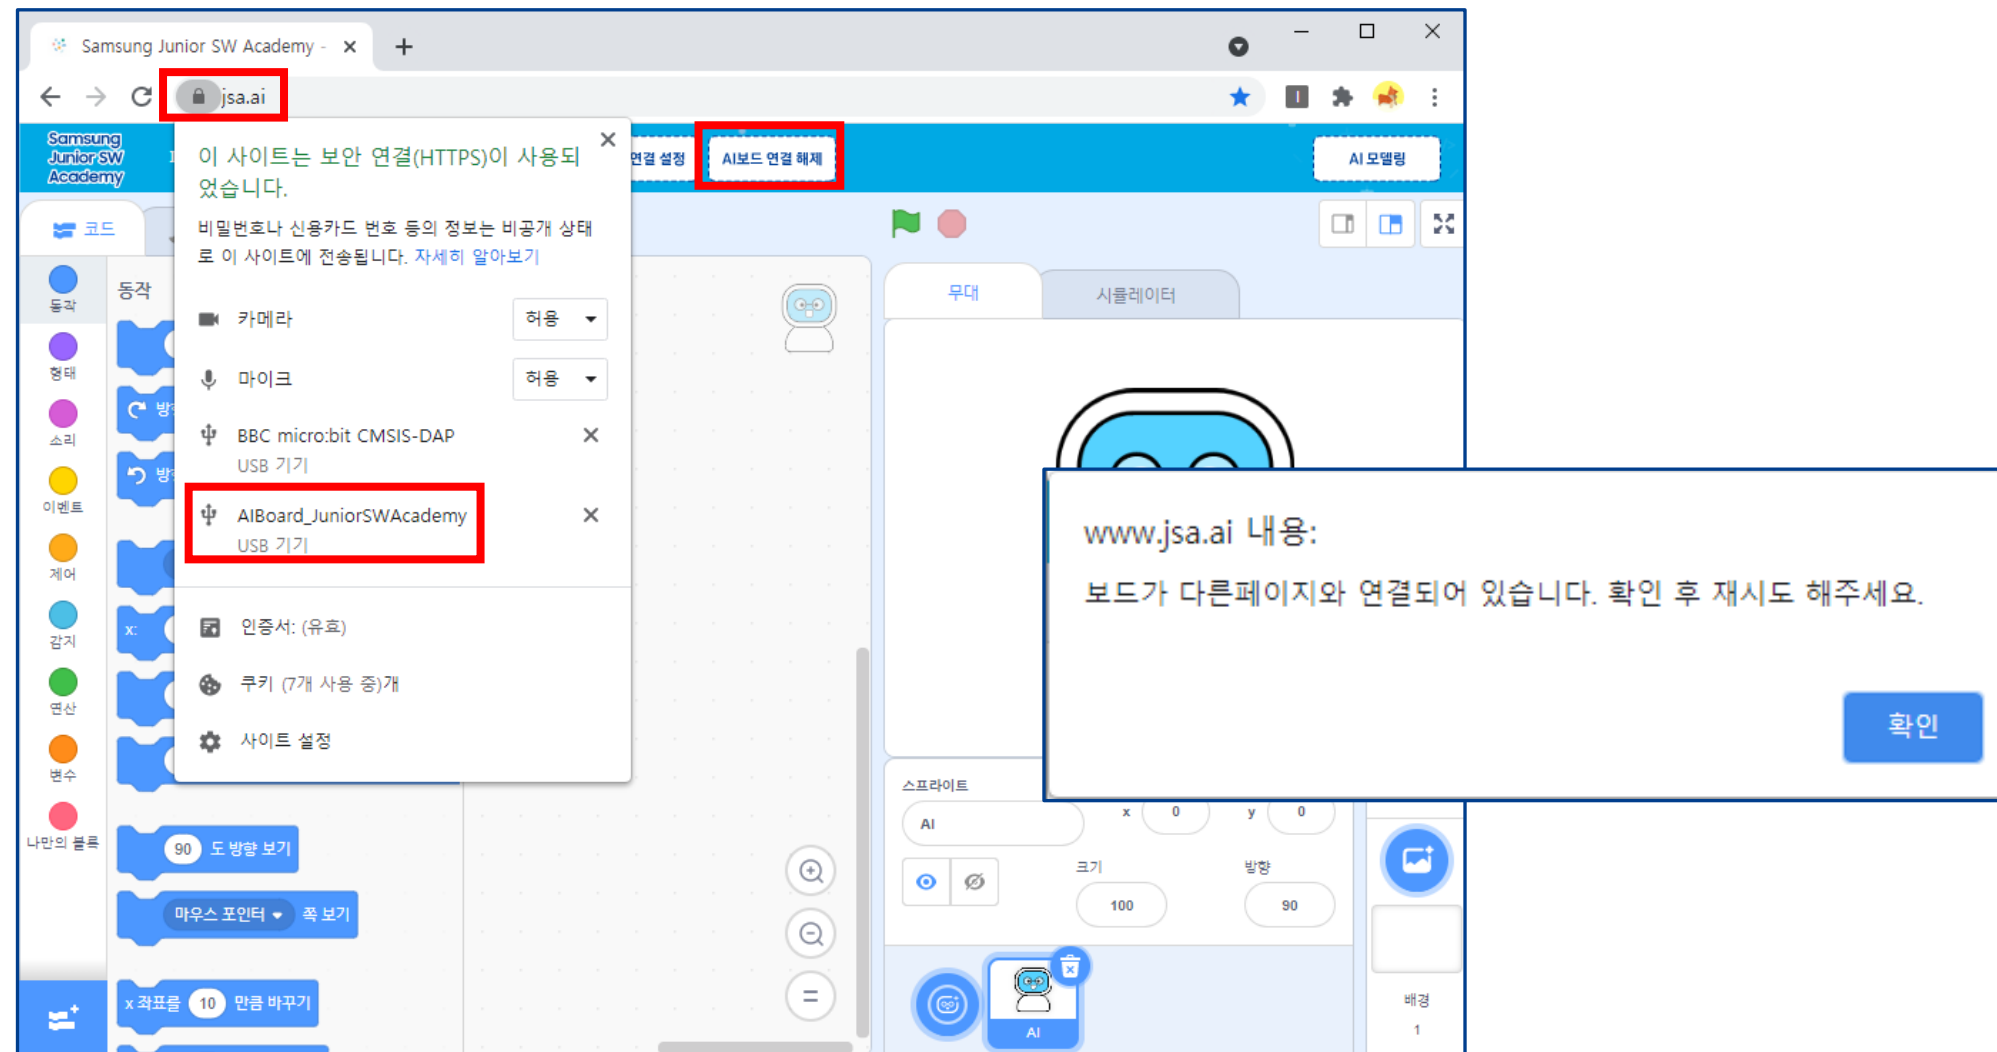 Samsung Junior SW Academy -
jsa.ai
Samsung
Junior SW
Academy
연결 설정
AI보드 연결 해제
AI 모델링
이 사이트는 보안 연결(HTTPS)이 사용되
었습니다.
비밀번호나 신용카드 번호 등의 정보는 비공개 상태
로 이 사이트에 전송됩니다. 자세히 알아보기
카메라
허용
마이크
허용
BBC micro:bit CMSIS-DAP
USB 기기
AIBoard_JuniorSWAcademy
USB 기기
인증서: (유효)
쿠키 (7개 사용 중)개
사이트 설정
코드
동작
형태
소리
이벤트
제어
감지
연산
변수
나만의 블록
동작
x:
90 도 방향 보기
마우스 포인터 쪽 보기
x 좌표를 10 만큼 바꾸기
무대
시뮬레이터
www.jsa.ai 내용:
보드가 다른페이지와 연결되어 있습니다. 확인 후 재시도 해주세요.
확인
스프라이트
AI
x 0
y 0
크기
100
방향
90
AI
배경
1